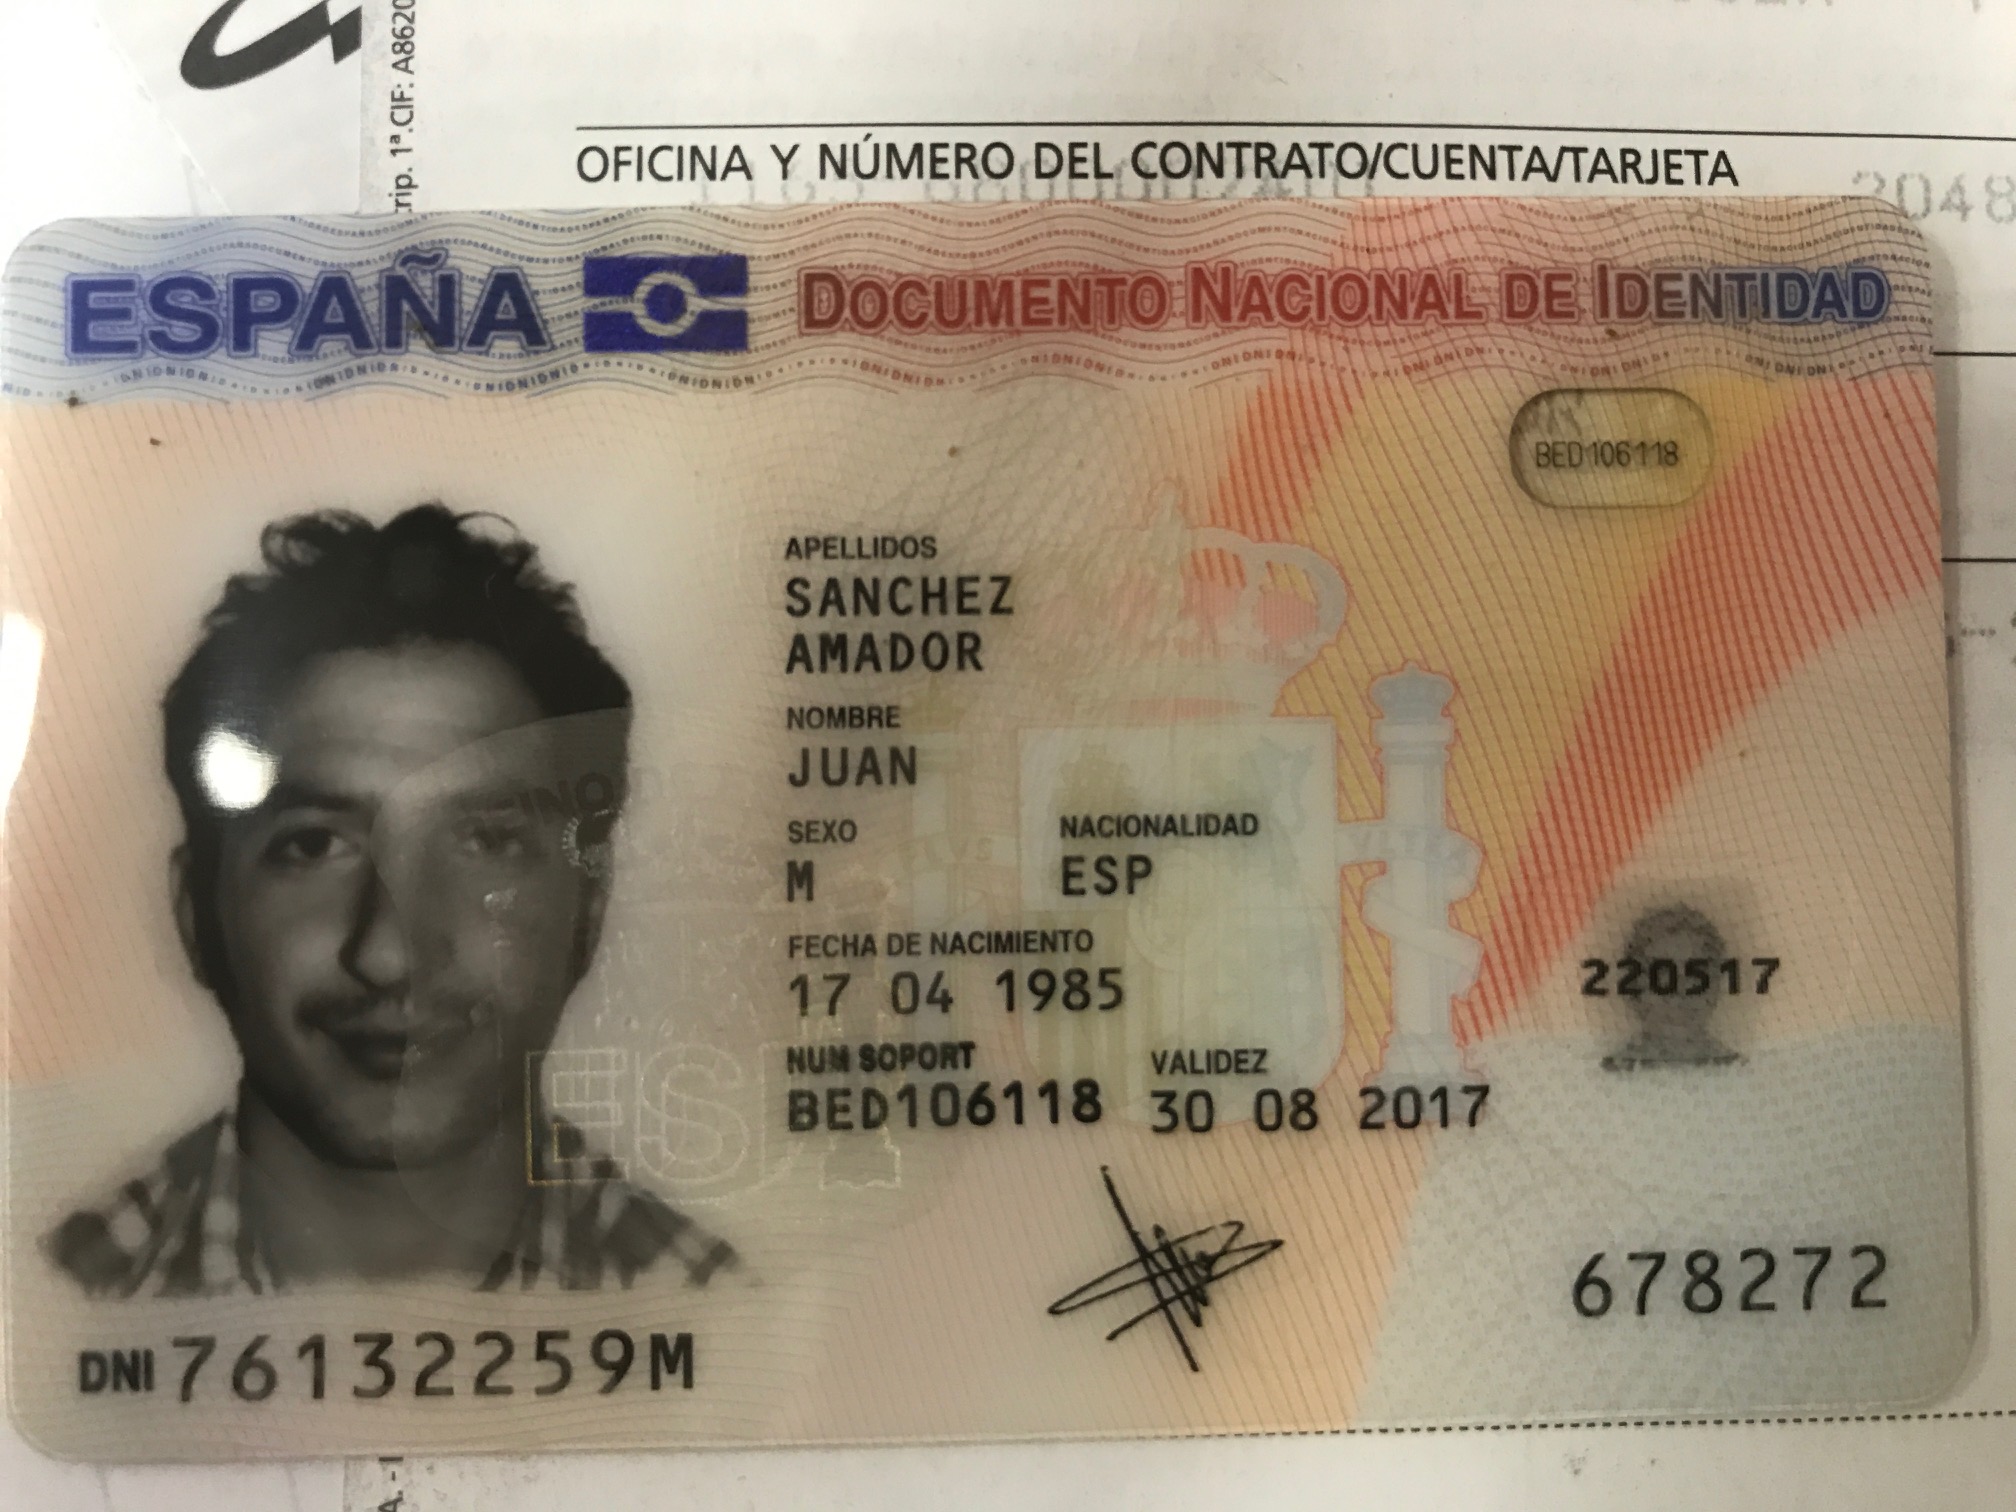 ESPAÑA DOCUMENTO NACIONAL DE IDENTIDAD
APELLIDOS
SANCHEZ
AMADOR
NOMBRE
JUAN
SEXO NACIONALIDAD
M ESP
FECHA DE NACIMIENTO
17 04 1985
NUM SOPORT VALIDEZ
BED106118 30 08 2017
BED106118
220517
678272
DNI 76132259M
OFICINA Y NÚMERO DEL CONTRATO/CUENTA/TARJETA
1ª.CIF: A8620